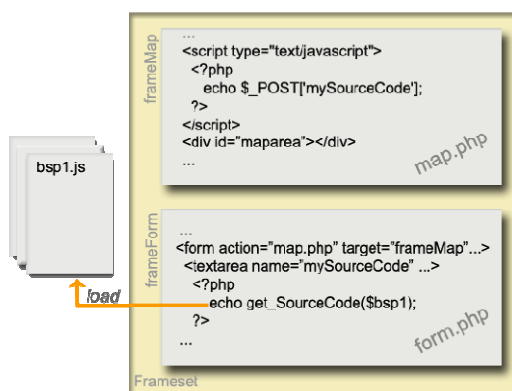 frameMap
...
<script type="text/javascript">
<?php
echo $_POST['mySourceCode'];
?>
</script>
<div id="maparea"></div>
...
map.php
bsp1.js
load
frameForm
...
<form action="map.php" target="frameMap"...>
<textarea name="mySourceCode" ...>
<?php
echo get_SourceCode($bsp1);
?>
...
form.php
Frameset